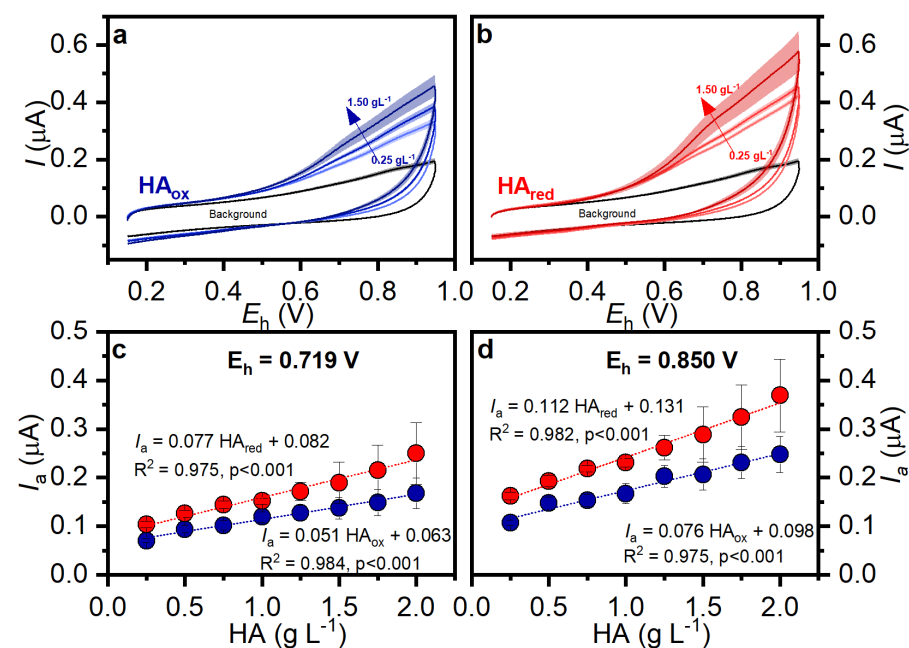 a
b
0.6
0.4
0.2
0.0
I (µA)
1.50 gL⁻¹
0.25 gL⁻¹
HAox
Background
1.50 gL⁻¹
0.25 gL⁻¹
HAred
Background
0.6
0.4
0.2
0.0
I (µA)
0.2 0.4 0.6 0.8 1.0
0.2 0.4 0.6 0.8 1.0
Eh (V)
Eh (V)
c
Eh = 0.719 V
d
Eh = 0.850 V
0.5
0.4
0.3
0.2
0.1
0.0
Ia (µA)
Ia = 0.077 HAred + 0.082
R² = 0.975, p<0.001
Ia = 0.051 HAox + 0.063
R² = 0.984, p<0.001
Ia = 0.112 HAred + 0.131
R² = 0.982, p<0.001
Ia = 0.076 HAox + 0.098
R² = 0.975, p<0.001
0.5
0.4
0.3
0.2
0.1
0.0
Ia (µA)
0.0 0.5 1.0 1.5 2.0
0.0 0.5 1.0 1.5 2.0
HA (g L⁻¹)
HA (g L⁻¹)